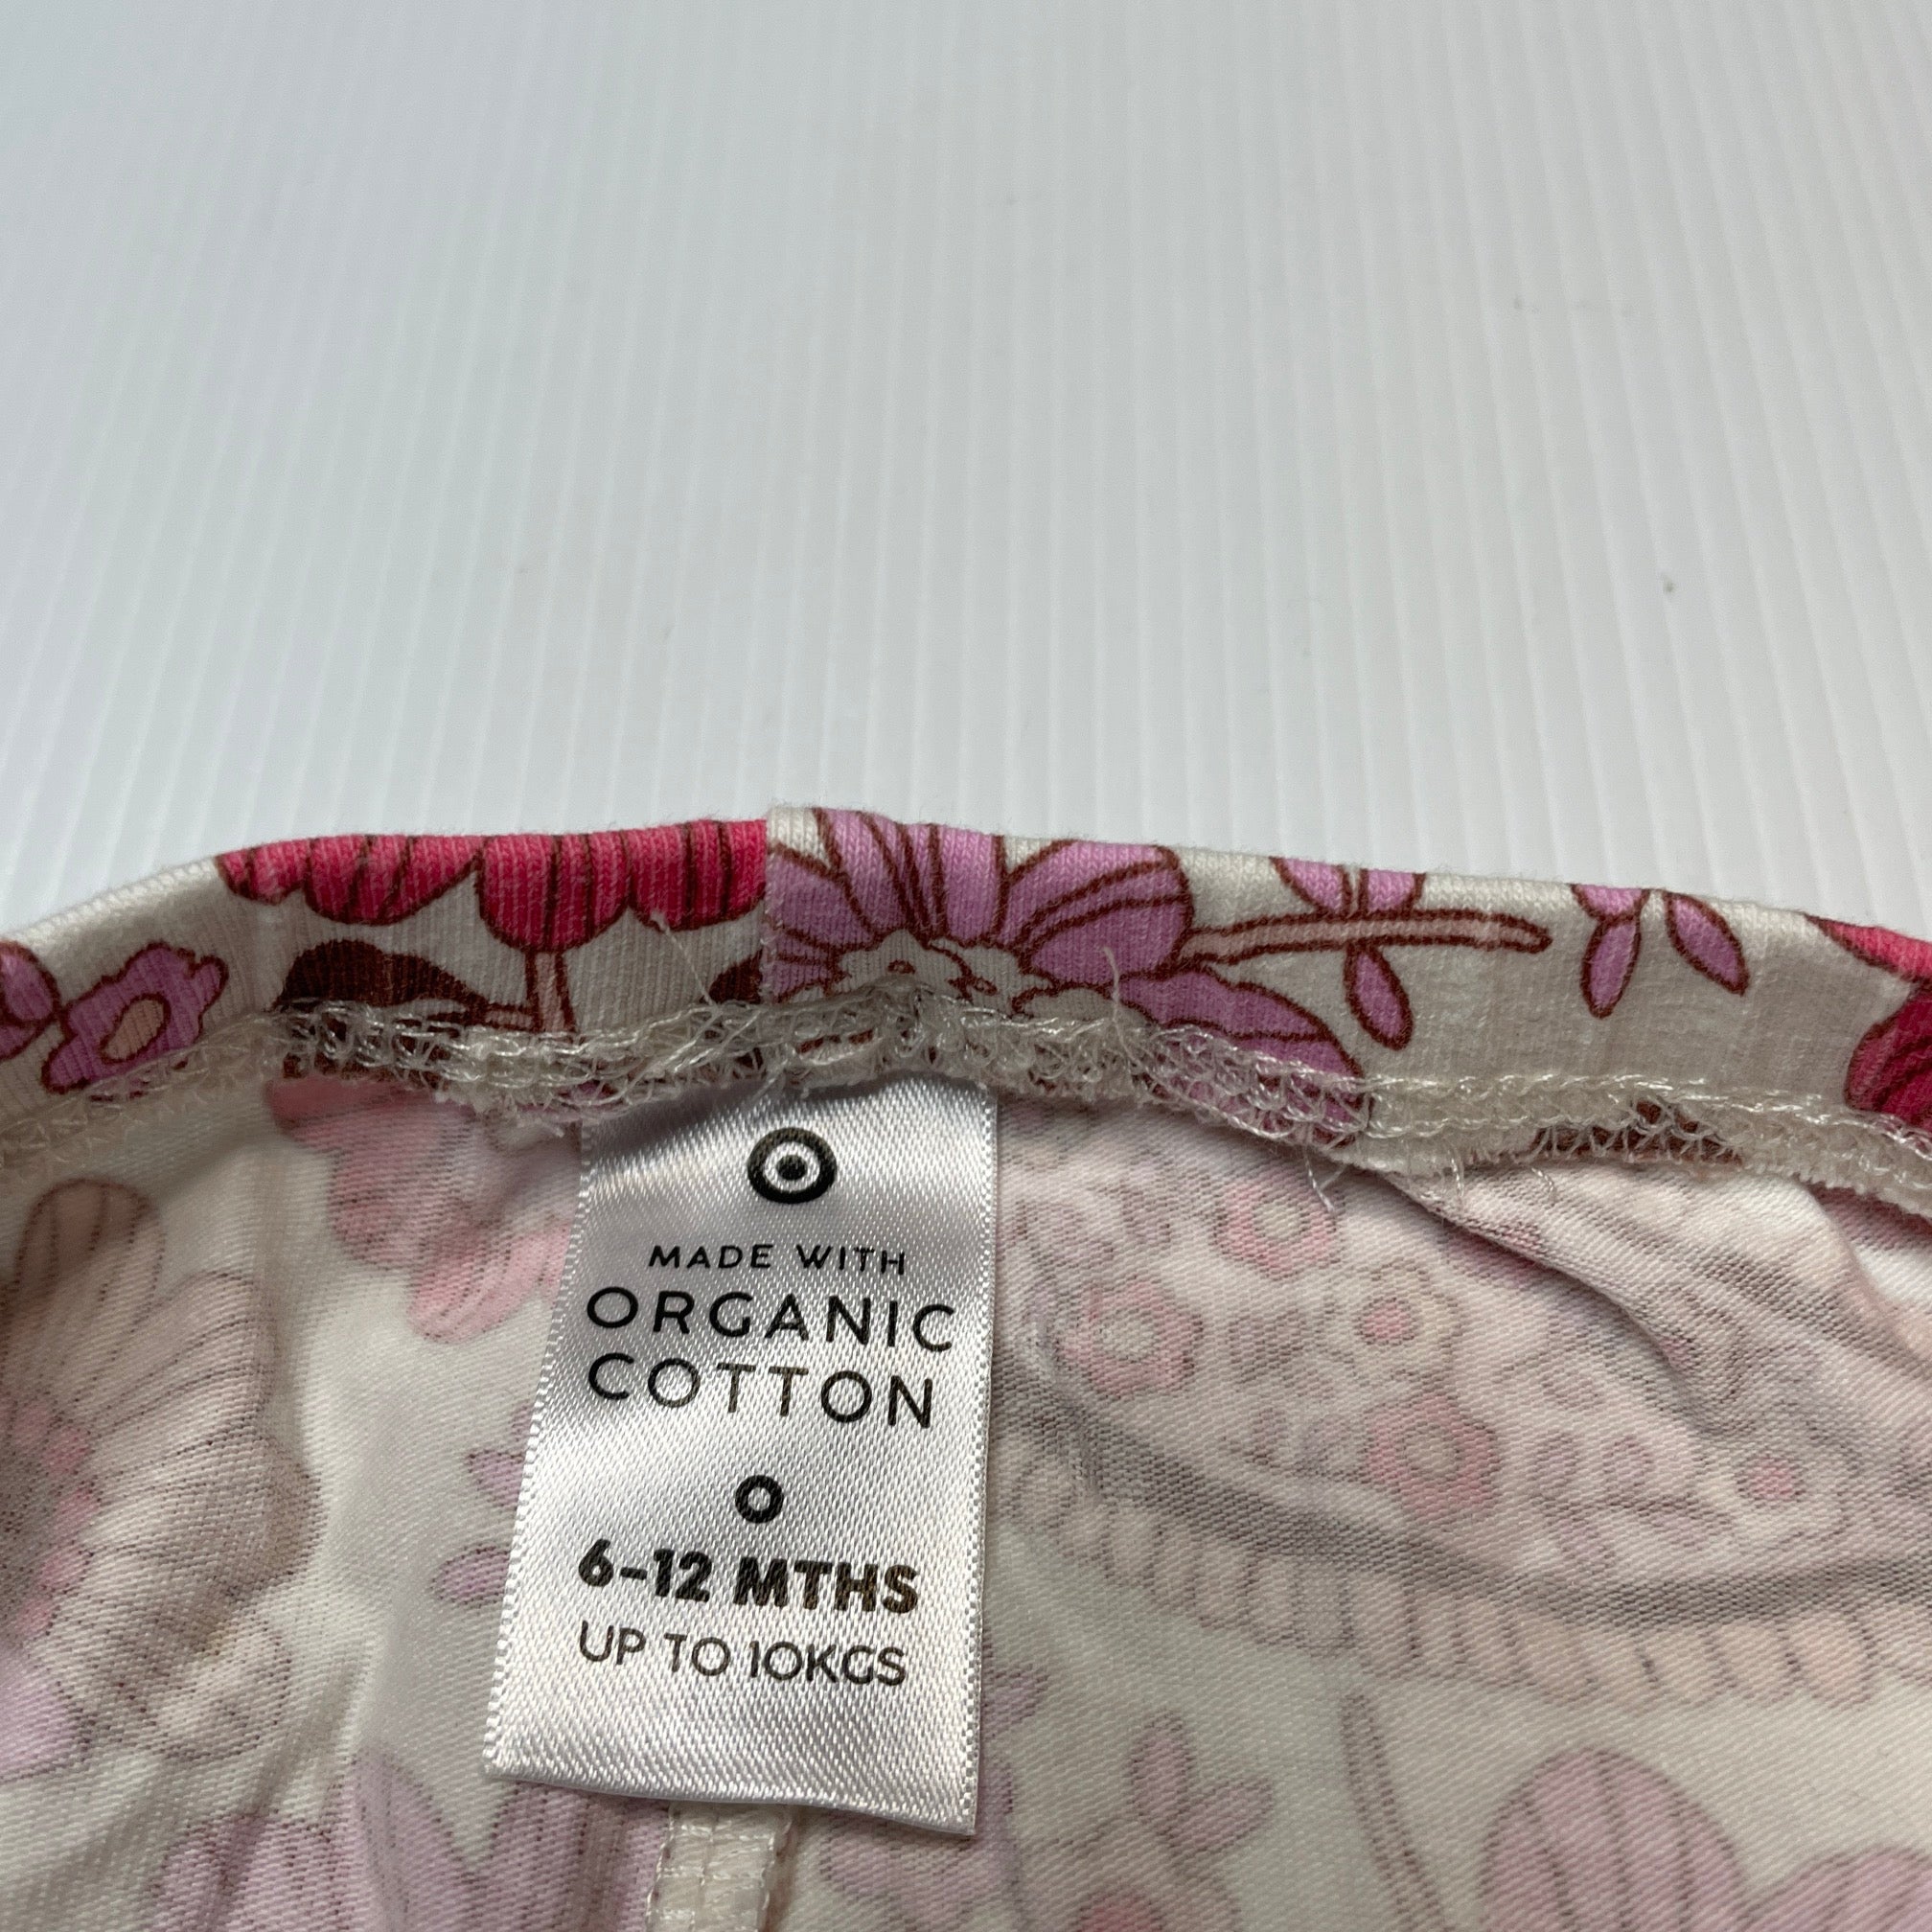 MADE WITH
ORGANIC
COTTON
0
6-12 MTHS
UP TO 10KGS